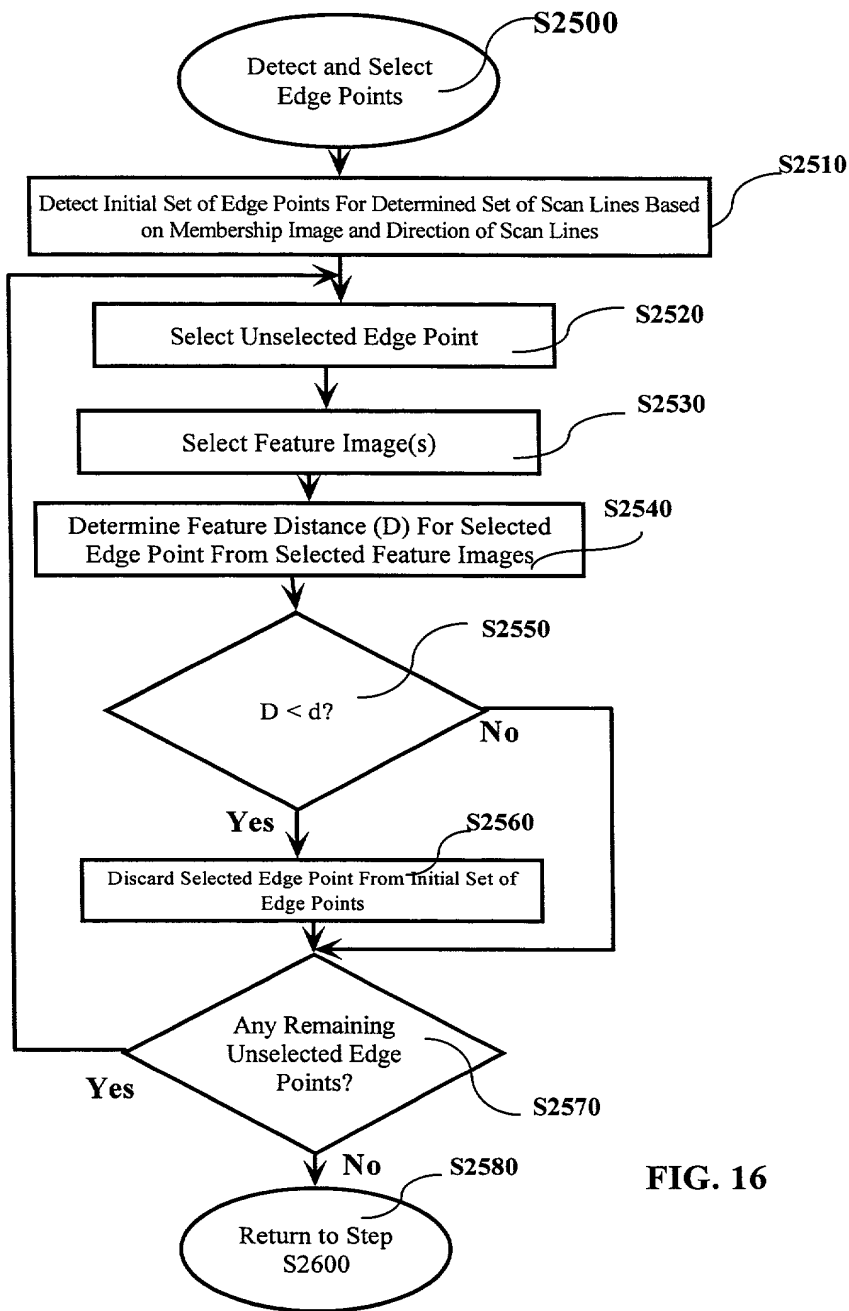 S2500
Detect and Select
Edge Points
S2510
Detect Initial Set of Edge Points For Determined Set of Scan Lines Based
on Membership Image and Direction of Scan Lines
S2520
Select Unselected Edge Point
S2530
Select Feature Image(s)
S2540
Determine Feature Distance (D) For Selected
Edge Point From Selected Feature Images
S2550
D < d?
No
Yes
S2560
Discard Selected Edge Point From Initial Set of
Edge Points
Any Remaining
Unselected Edge
Points?
Yes
S2570
No
S2580
Return to Step
S2600
FIG. 16